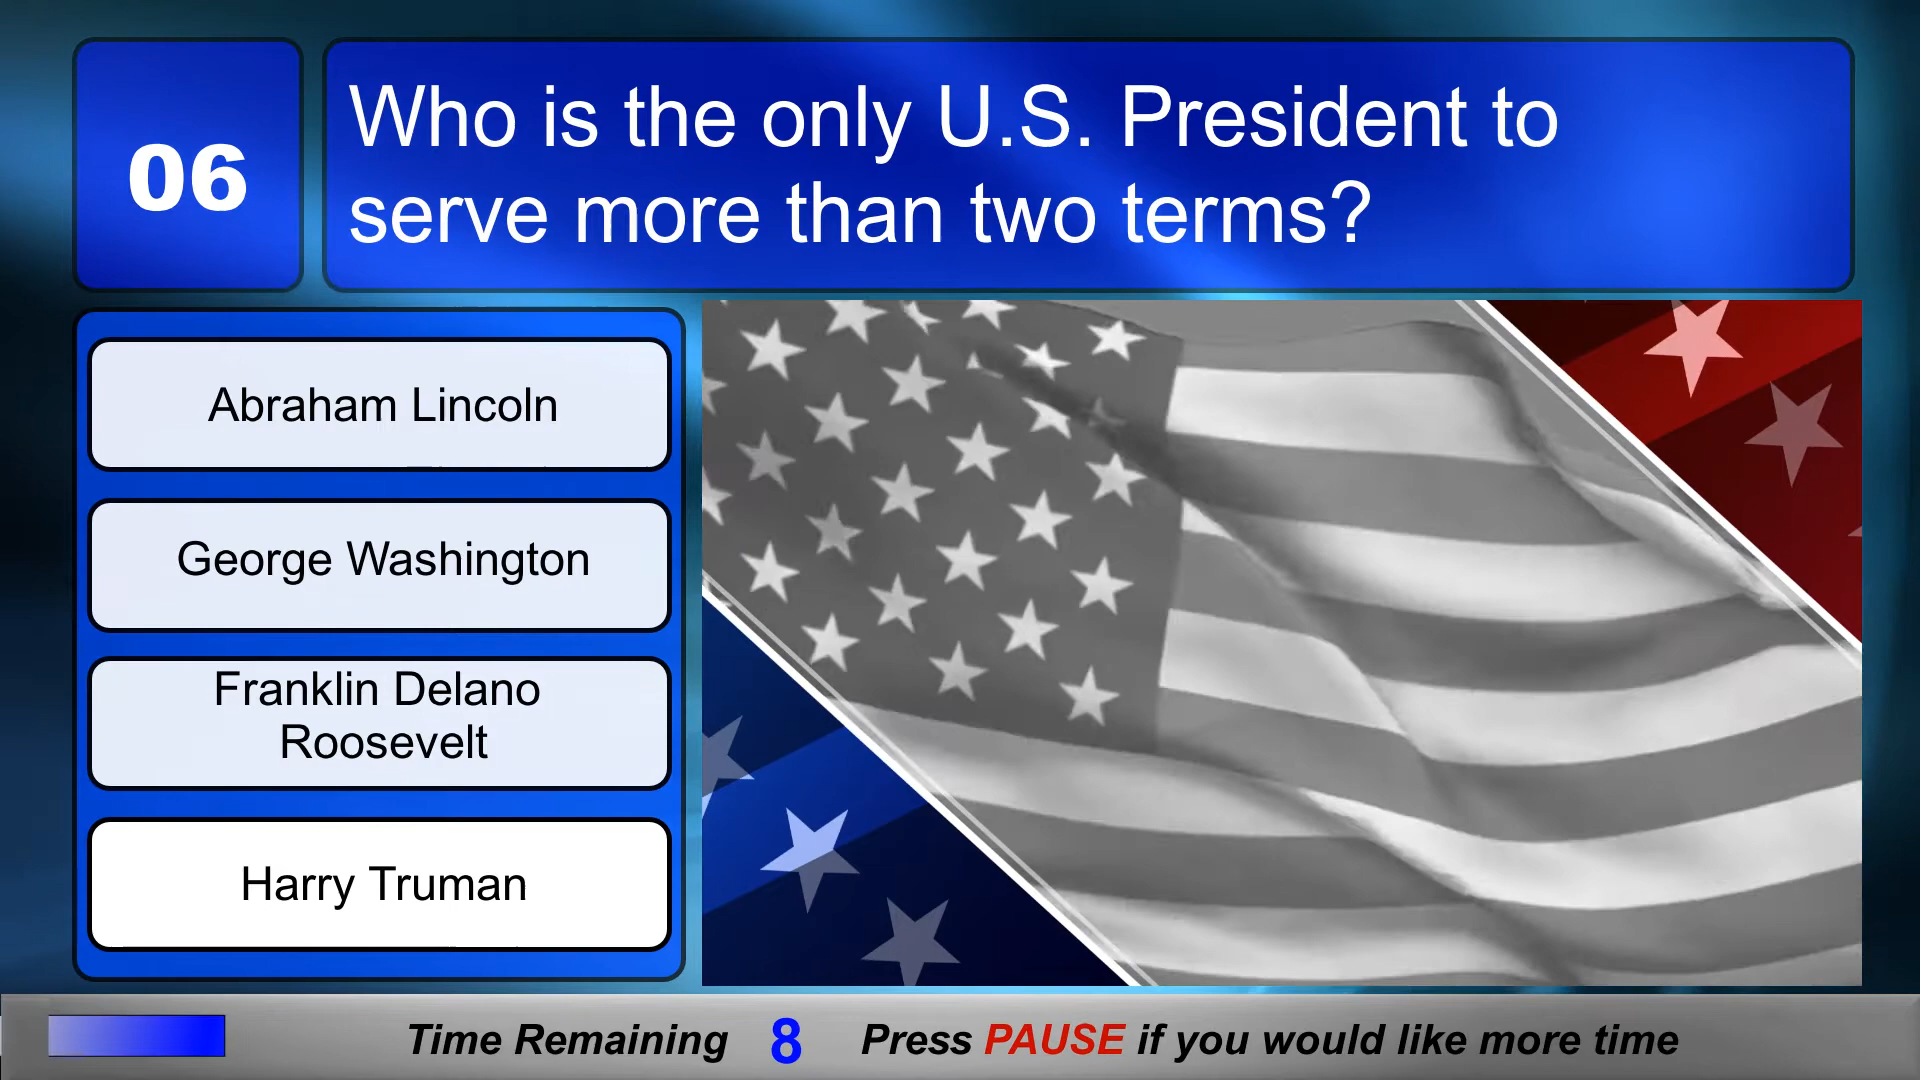 06
Who is the only U.S. President to
serve more than two terms?
Abraham Lincoln
George Washington
Franklin Delano
Roosevelt
Harry Truman
Time Remaining 8 Press PAUSE if you would like more time